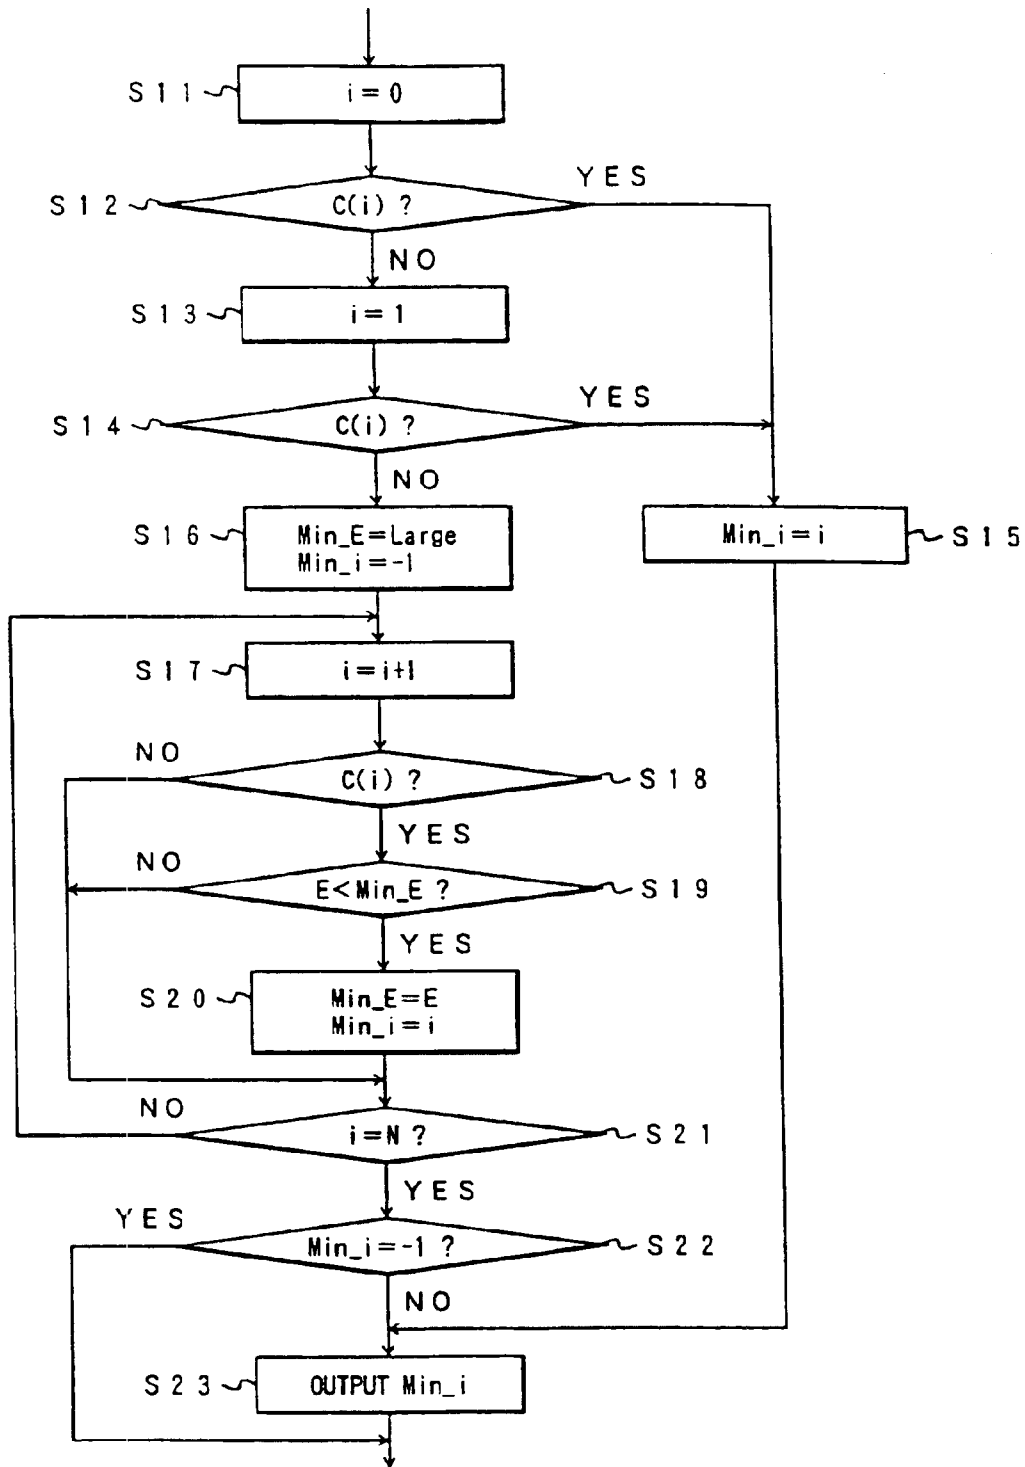 S11
i=0
S12
C(i) ?
YES
NO
S13
i=1
S14
C(i) ?
YES
NO
S16
Min_E=Large
Min_i=-1
Min_i=i
S15
S17
i=i+1
NO
C(i) ?
S18
YES
NO
E<Min_E ?
S19
YES
S20
Min_E=E
Min_i=i
NO
i=N ?
S21
YES
YES
Min_i=-1 ?
S22
NO
S23
OUTPUT Min_i